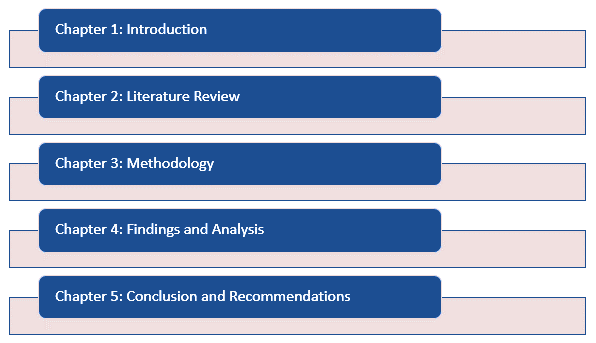 Chapter 1: Introduction
Chapter 2: Literature Review
Chapter 3: Methodology
Chapter 4: Findings and Analysis
Chapter 5: Conclusion and Recommendations